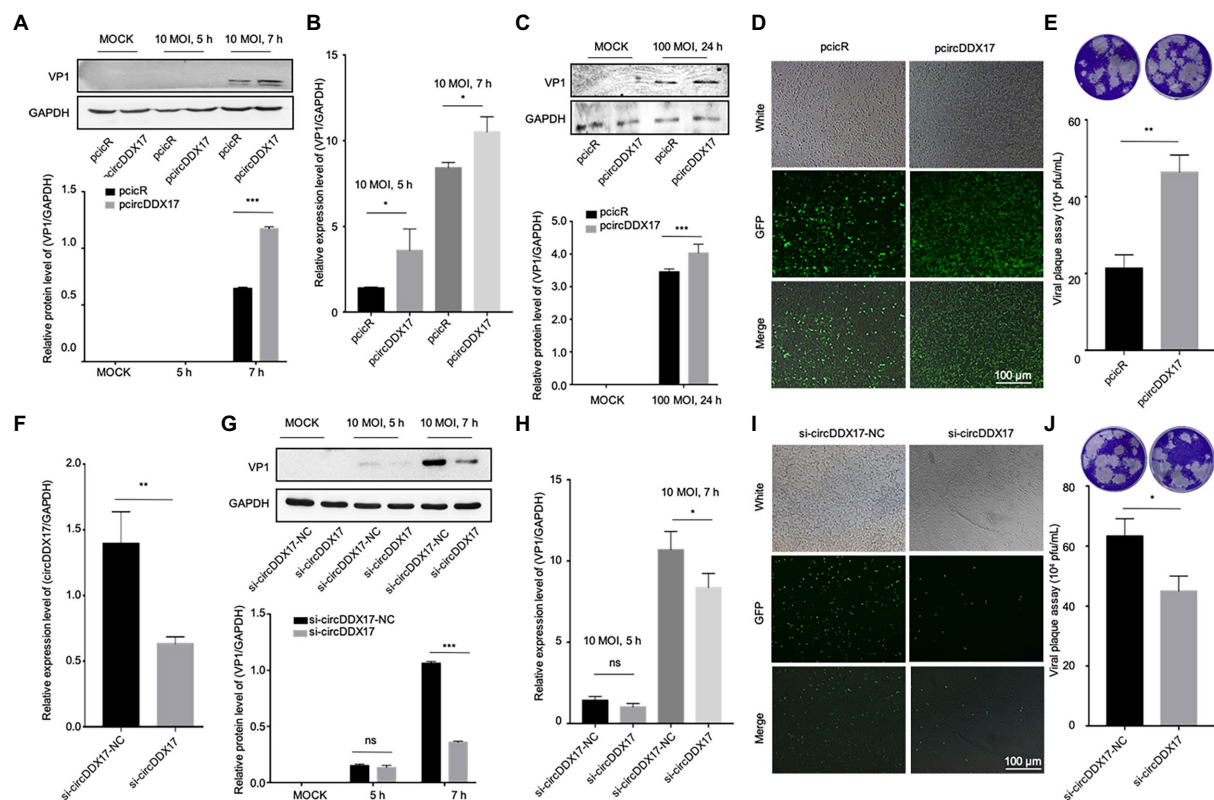 A
MOCK 10 MOI, 5 h 10 MOI, 7 h
VP1
GAPDH
pcicR pcircDDX17 pcicR pcircDDX17 pcicR pcircDDX17
Relative protein level of (VP1/GAPDH)
1.5
1.0
0.5
0.0
pcicR
pcircDDX17
***
MOCK 5 h 7 h
B
Relative expression level of (VP1/GAPDH)
15
10
5
0
10 MOI, 7 h
*
10 MOI, 5 h
*
pcicR pcircDDX17 pcicR pcircDDX17
C
MOCK 100 MOI, 24 h
VP1
GAPDH
pcicR pcircDDX17 pcicR pcircDDX17
Relative protein level of (VP1/GAPDH)
5.0
4.0
3.0
2.0
1.0
0.0
pcicR
pcircDDX17
***
MOCK 100 MOI, 24 h
D
pcicR pcircDDX17
White
GFP
Merge
100 µm
E
Viral plaque assay (10⁴ pfu/mL)
60
40
20
0
**
pcicR pcircDDX17
F
Relative expression level of (circDDX17/GAPDH)
2.0
1.5
1.0
0.5
0.0
**
si-circDDX17-NC si-circDDX17
G
MOCK 10 MOI, 5 h 10 MOI, 7 h
VP1
GAPDH
si-circDDX17-NC si-circDDX17 si-circDDX17-NC si-circDDX17 si-circDDX17-NC si-circDDX17
Relative protein level of (VP1/GAPDH)
1.5
1.0
0.5
0.0
si-circDDX17-NC
si-circDDX17
***
ns
MOCK 5 h 7 h
H
Relative expression level of (VP1/GAPDH)
15
10
5
0
10 MOI, 7 h
*
10 MOI, 5 h
ns
si-circDDX17-NC si-circDDX17 si-circDDX17-NC si-circDDX17
I
si-circDDX17-NC si-circDDX17
White
GFP
Merge
100 µm
J
Viral plaque assay (10⁴ pfu/mL)
80
60
40
20
0
*
si-circDDX17-NC si-circDDX17